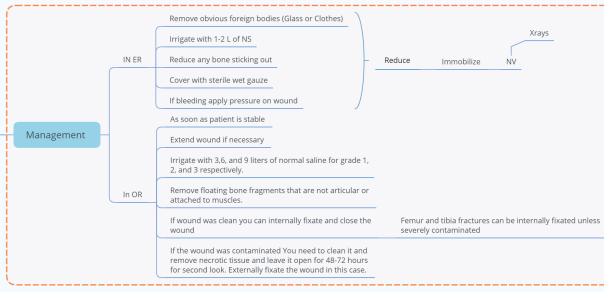 Management
IN ER
Remove obvious foreign bodies (Glass or Clothes)
Irrigate with 1-2 L of NS
Reduce any bone sticking out
Cover with sterile wet gauze
If bleeding apply pressure on wound
Reduce
Immobilize
NV
Xrays
In OR
As soon as patient is stable
Extend wound if necessary
Irrigate with 3,6, and 9 liters of normal saline for grade 1,
2, and 3 respectively.
Remove floating bone fragments that are not articular or
attached to muscles.
If wound was clean you can internally fixate and close the
wound
Femur and tibia fractures can be internally fixated unless
severely contaminated
If the wound was contaminated You need to clean it and
remove necrotic tissue and leave it open for 48-72 hours
for second look. Externally fixate the wound in this case.